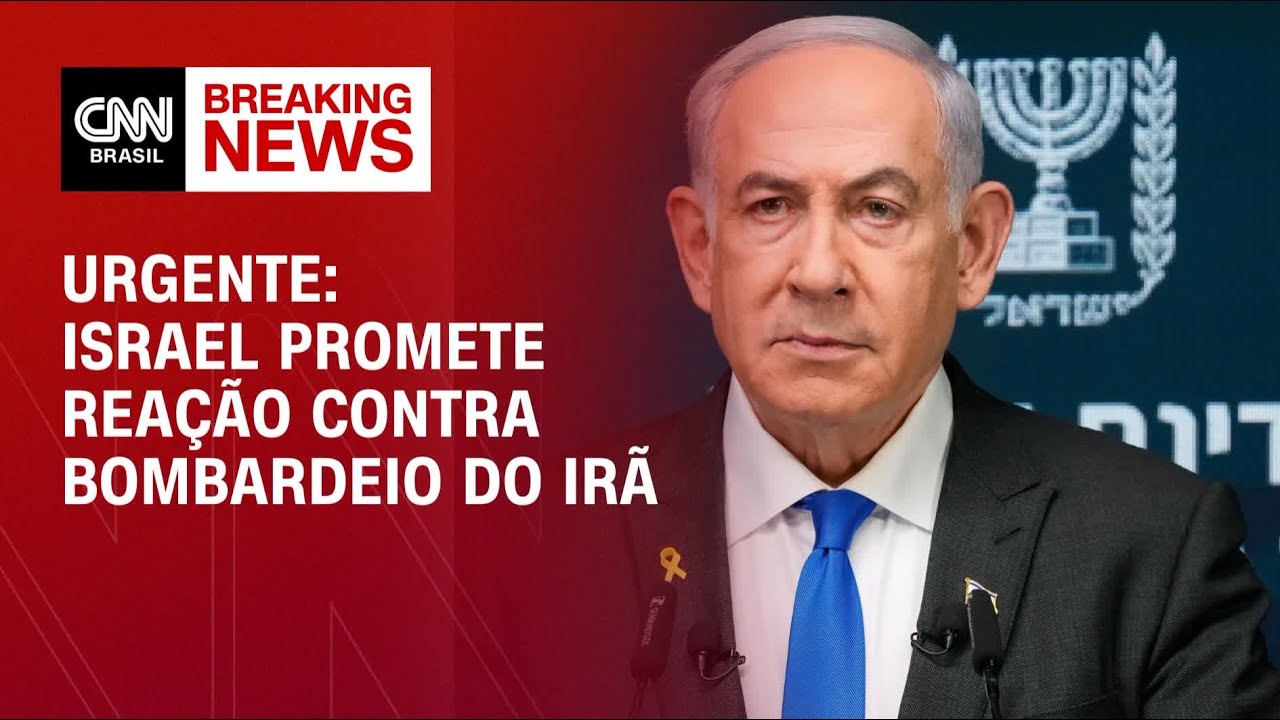 CNN
BRASIL
BREAKING
NEWS
URGENTE:
ISRAEL PROMETE
REAÇÃO CONTRA
BOMBARDEIO DO IRÃ
ישראל